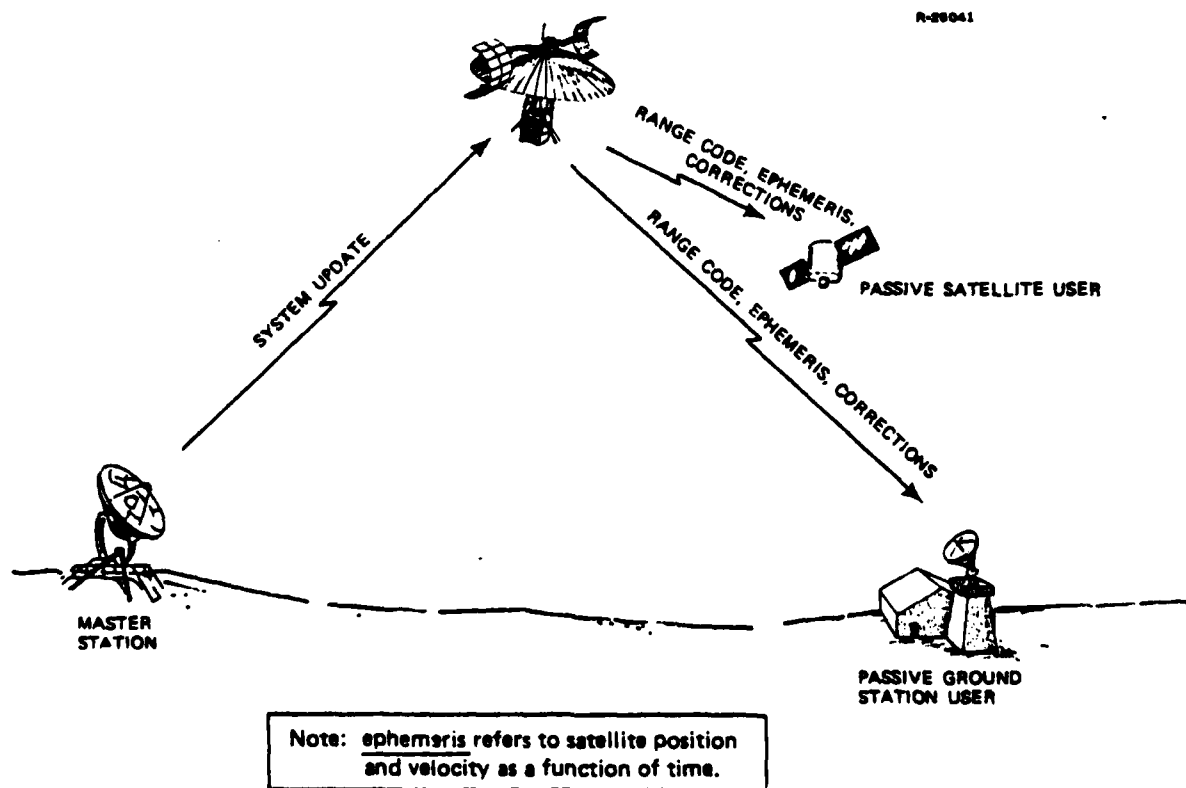 R-28041
RANGE CODE, EPHEMERIS,
CORRECTIONS
SYSTEM UPDATE
RANGE CODE, EPHEMERIS, CORRECTIONS
PASSIVE SATELLITE USER
MASTER
STATION
PASSIVE GROUND
STATION USER
Note: ephemeris refers to satellite position
and velocity as a function of time.